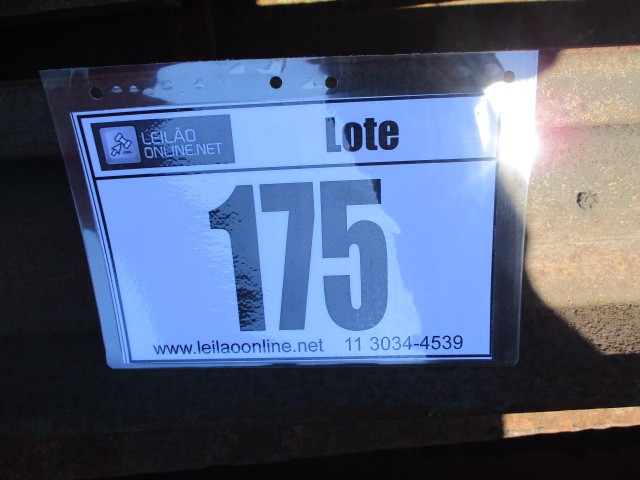 LEILÃO
ONLINE.NET
Lote
175
www.leilaoonline.net 11 3034-4539